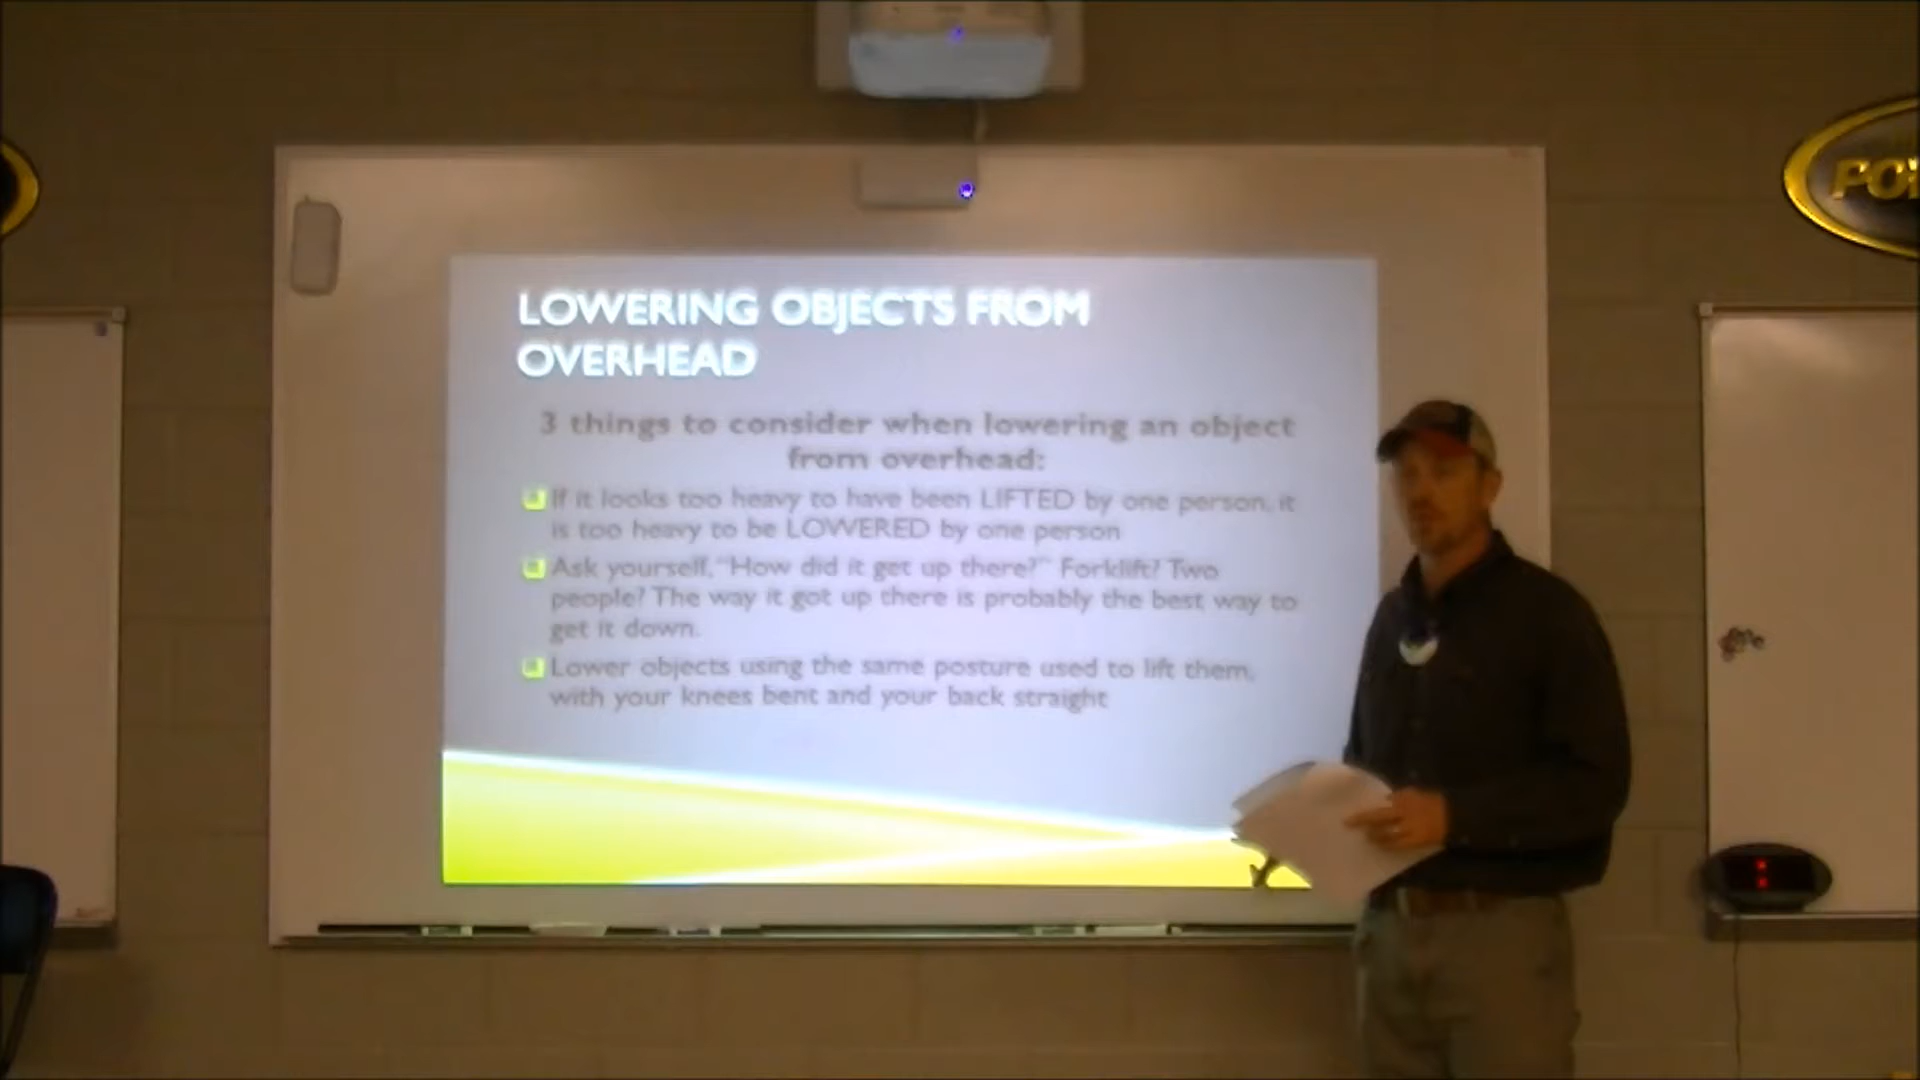 LOWERING OBJECTS FROM
OVERHEAD
3 things to consider when lowering an object
from overhead:
If it looks too heavy to have been LIFTED by one person, it
is too heavy to be LOWERED by one person
Ask yourself, "How did it get up there?" Forklift? Two
people? The way it got up there is probably the best way to
get it down.
Lower objects using the same posture used to lift them,
with your knees bent and your back straight